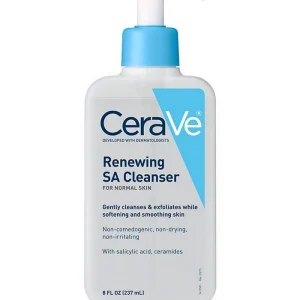 CeraVe
DEVELOPED WITH DERMATOLOGISTS
Renewing
SA Cleanser
FOR NORMAL SKIN
Gently cleanses & exfoliates while
softening and smoothing skin
Non-comedogenic, non-drying,
non-irritating
With salicylic acid, ceramides
8 FL OZ (237 mL)